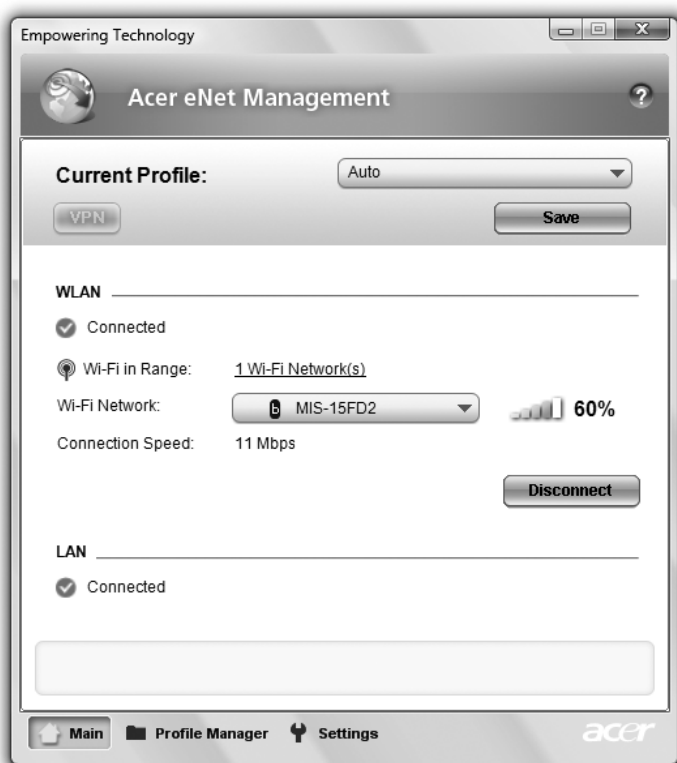 Empowering Technology
Acer eNet Management
?
Current Profile:
Auto
VPN
Save
WLAN
Connected
Wi-Fi in Range:
1 Wi-Fi Network(s)
Wi-Fi Network:
b MIS-15FD2
60%
Connection Speed:
11 Mbps
Disconnect
LAN
Connected
Main
Profile Manager
Settings
acer